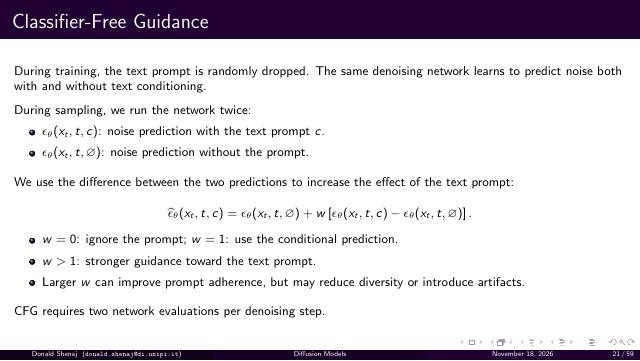 Classifier-Free Guidance
During training, the text prompt is randomly dropped. The same denoising network learns to predict noise both
with and without text conditioning.
During sampling, we run the network twice:
ϵθ(xt, t, c): noise prediction with the text prompt c.
ϵθ(xt, t, ∅): noise prediction without the prompt.
We use the difference between the two predictions to increase the effect of the text prompt:
ϵ̂θ(xt, t, c) = ϵθ(xt, t, ∅) + w [ϵθ(xt, t, c) − ϵθ(xt, t, ∅)] .
w = 0: ignore the prompt; w = 1: use the conditional prediction.
w > 1: stronger guidance toward the text prompt.
Larger w can improve prompt adherence, but may reduce diversity or introduce artifacts.
CFG requires two network evaluations per denoising step.
Donald Shenaj (donald.shenaj@di.unipi.it) Diffusion Models November 18, 2026 21 / 59